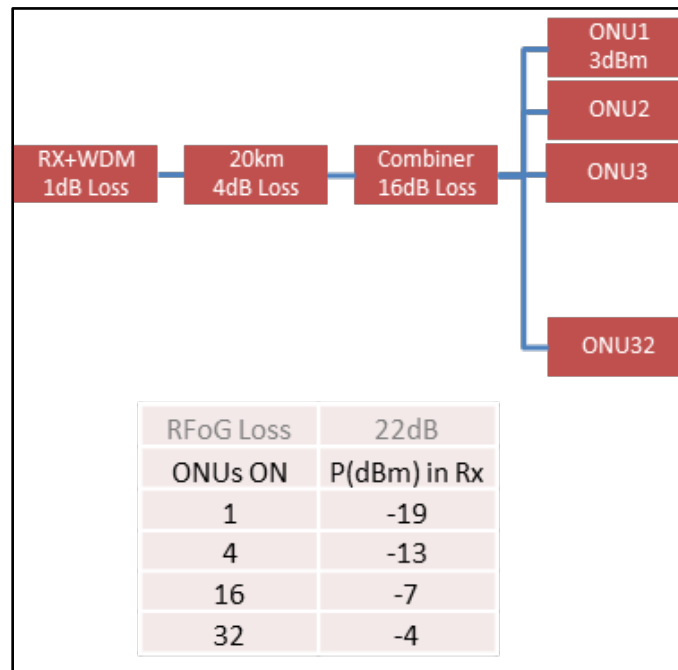 ONU1
3dBm
ONU2
RX+WDM
1dB Loss
20km
4dB Loss
Combiner
16dB Loss
ONU3
ONU32
RFoG Loss 22dB
ONUs ON P(dBm) in Rx
1 -19
4 -13
16 -7
32 -4